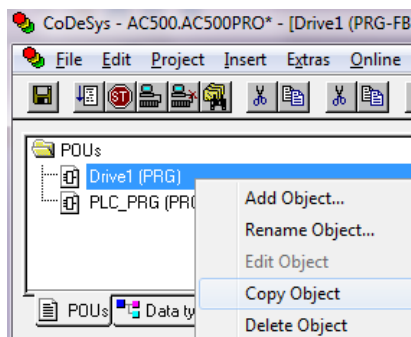 CoDeSys - AC500.AC500PRO* - [Drive1 (PRG-FB
File Edit Project Insert Extras Online
STOP
POUs
Drive1 (PRG)
PLC_PRG (PR
Add Object...
Rename Object...
Edit Object
Copy Object
Delete Object
POUs Data ty